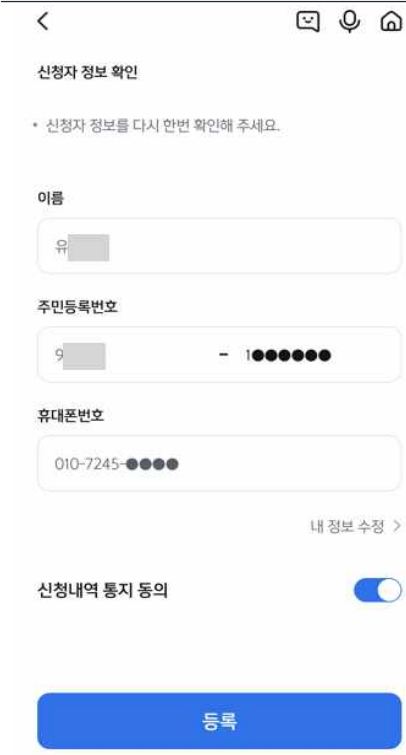 신청자 정보 확인
• 신청자 정보를 다시 한번 확인해 주세요.
이름
유
주민등록번호
9 - 1●●●●●●
휴대폰번호
010-7245-●●●●
내 정보 수정 >
신청내역 통지 동의
등록